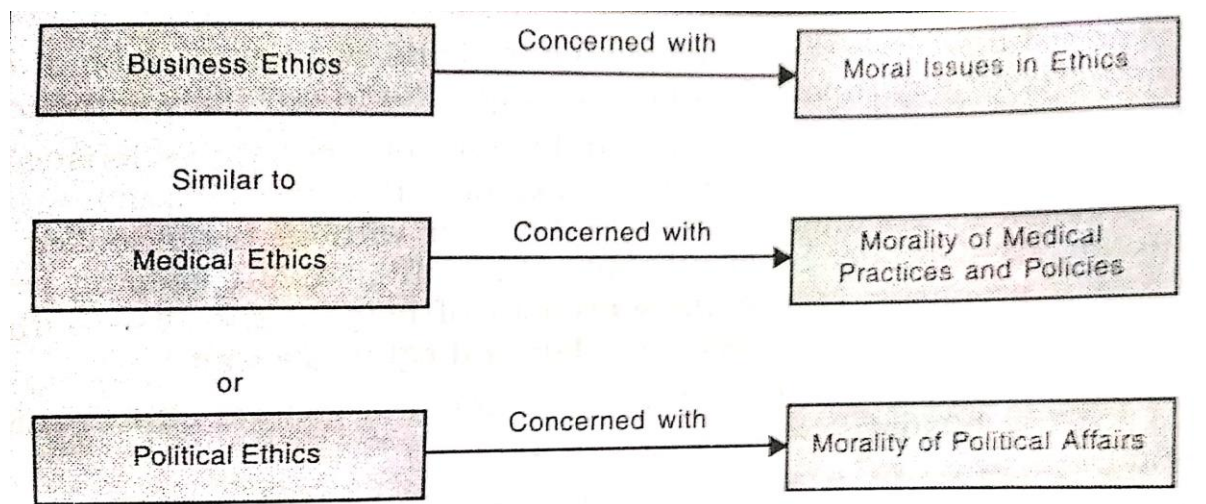 Business Ethics
Concerned with
Moral Issues in Ethics
Similar to
Medical Ethics
Concerned with
Morality of Medical
Practices and Policies
or
Political Ethics
Concerned with
Morality of Political Affairs